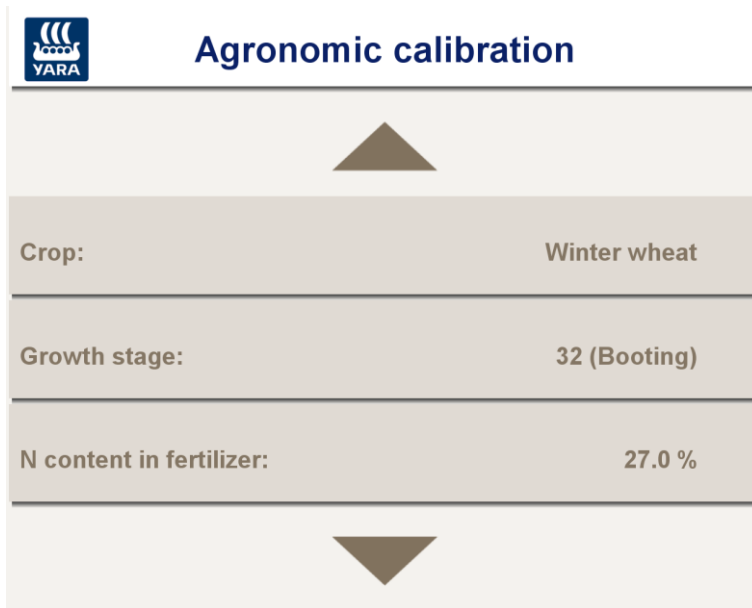 YARA
Agronomic calibration
Crop: Winter wheat
Growth stage: 32 (Booting)
N content in fertilizer: 27.0 %